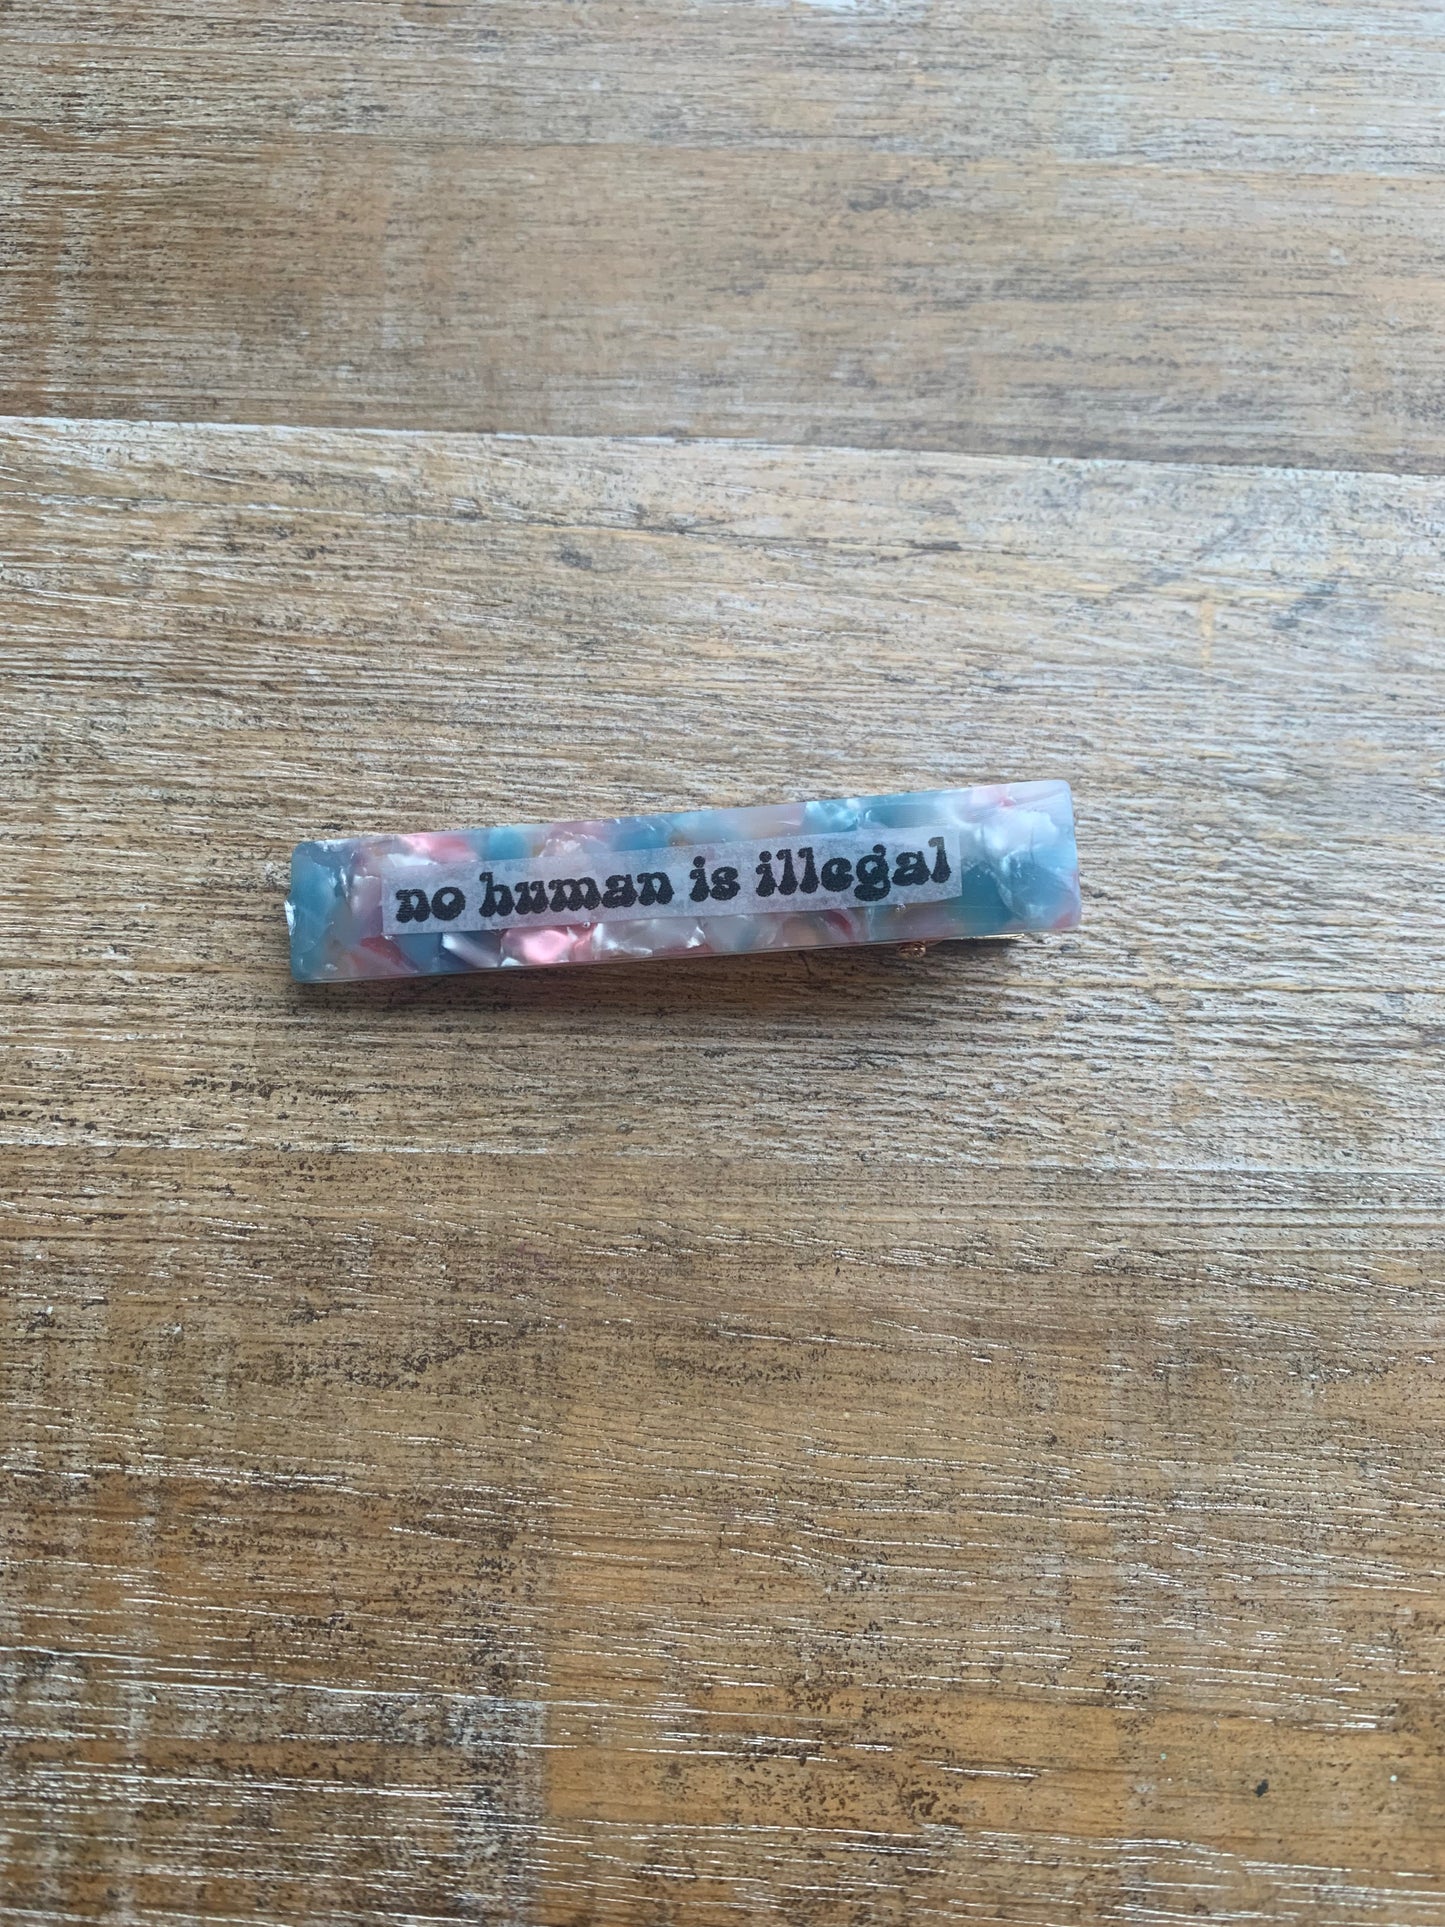 no human is illegal